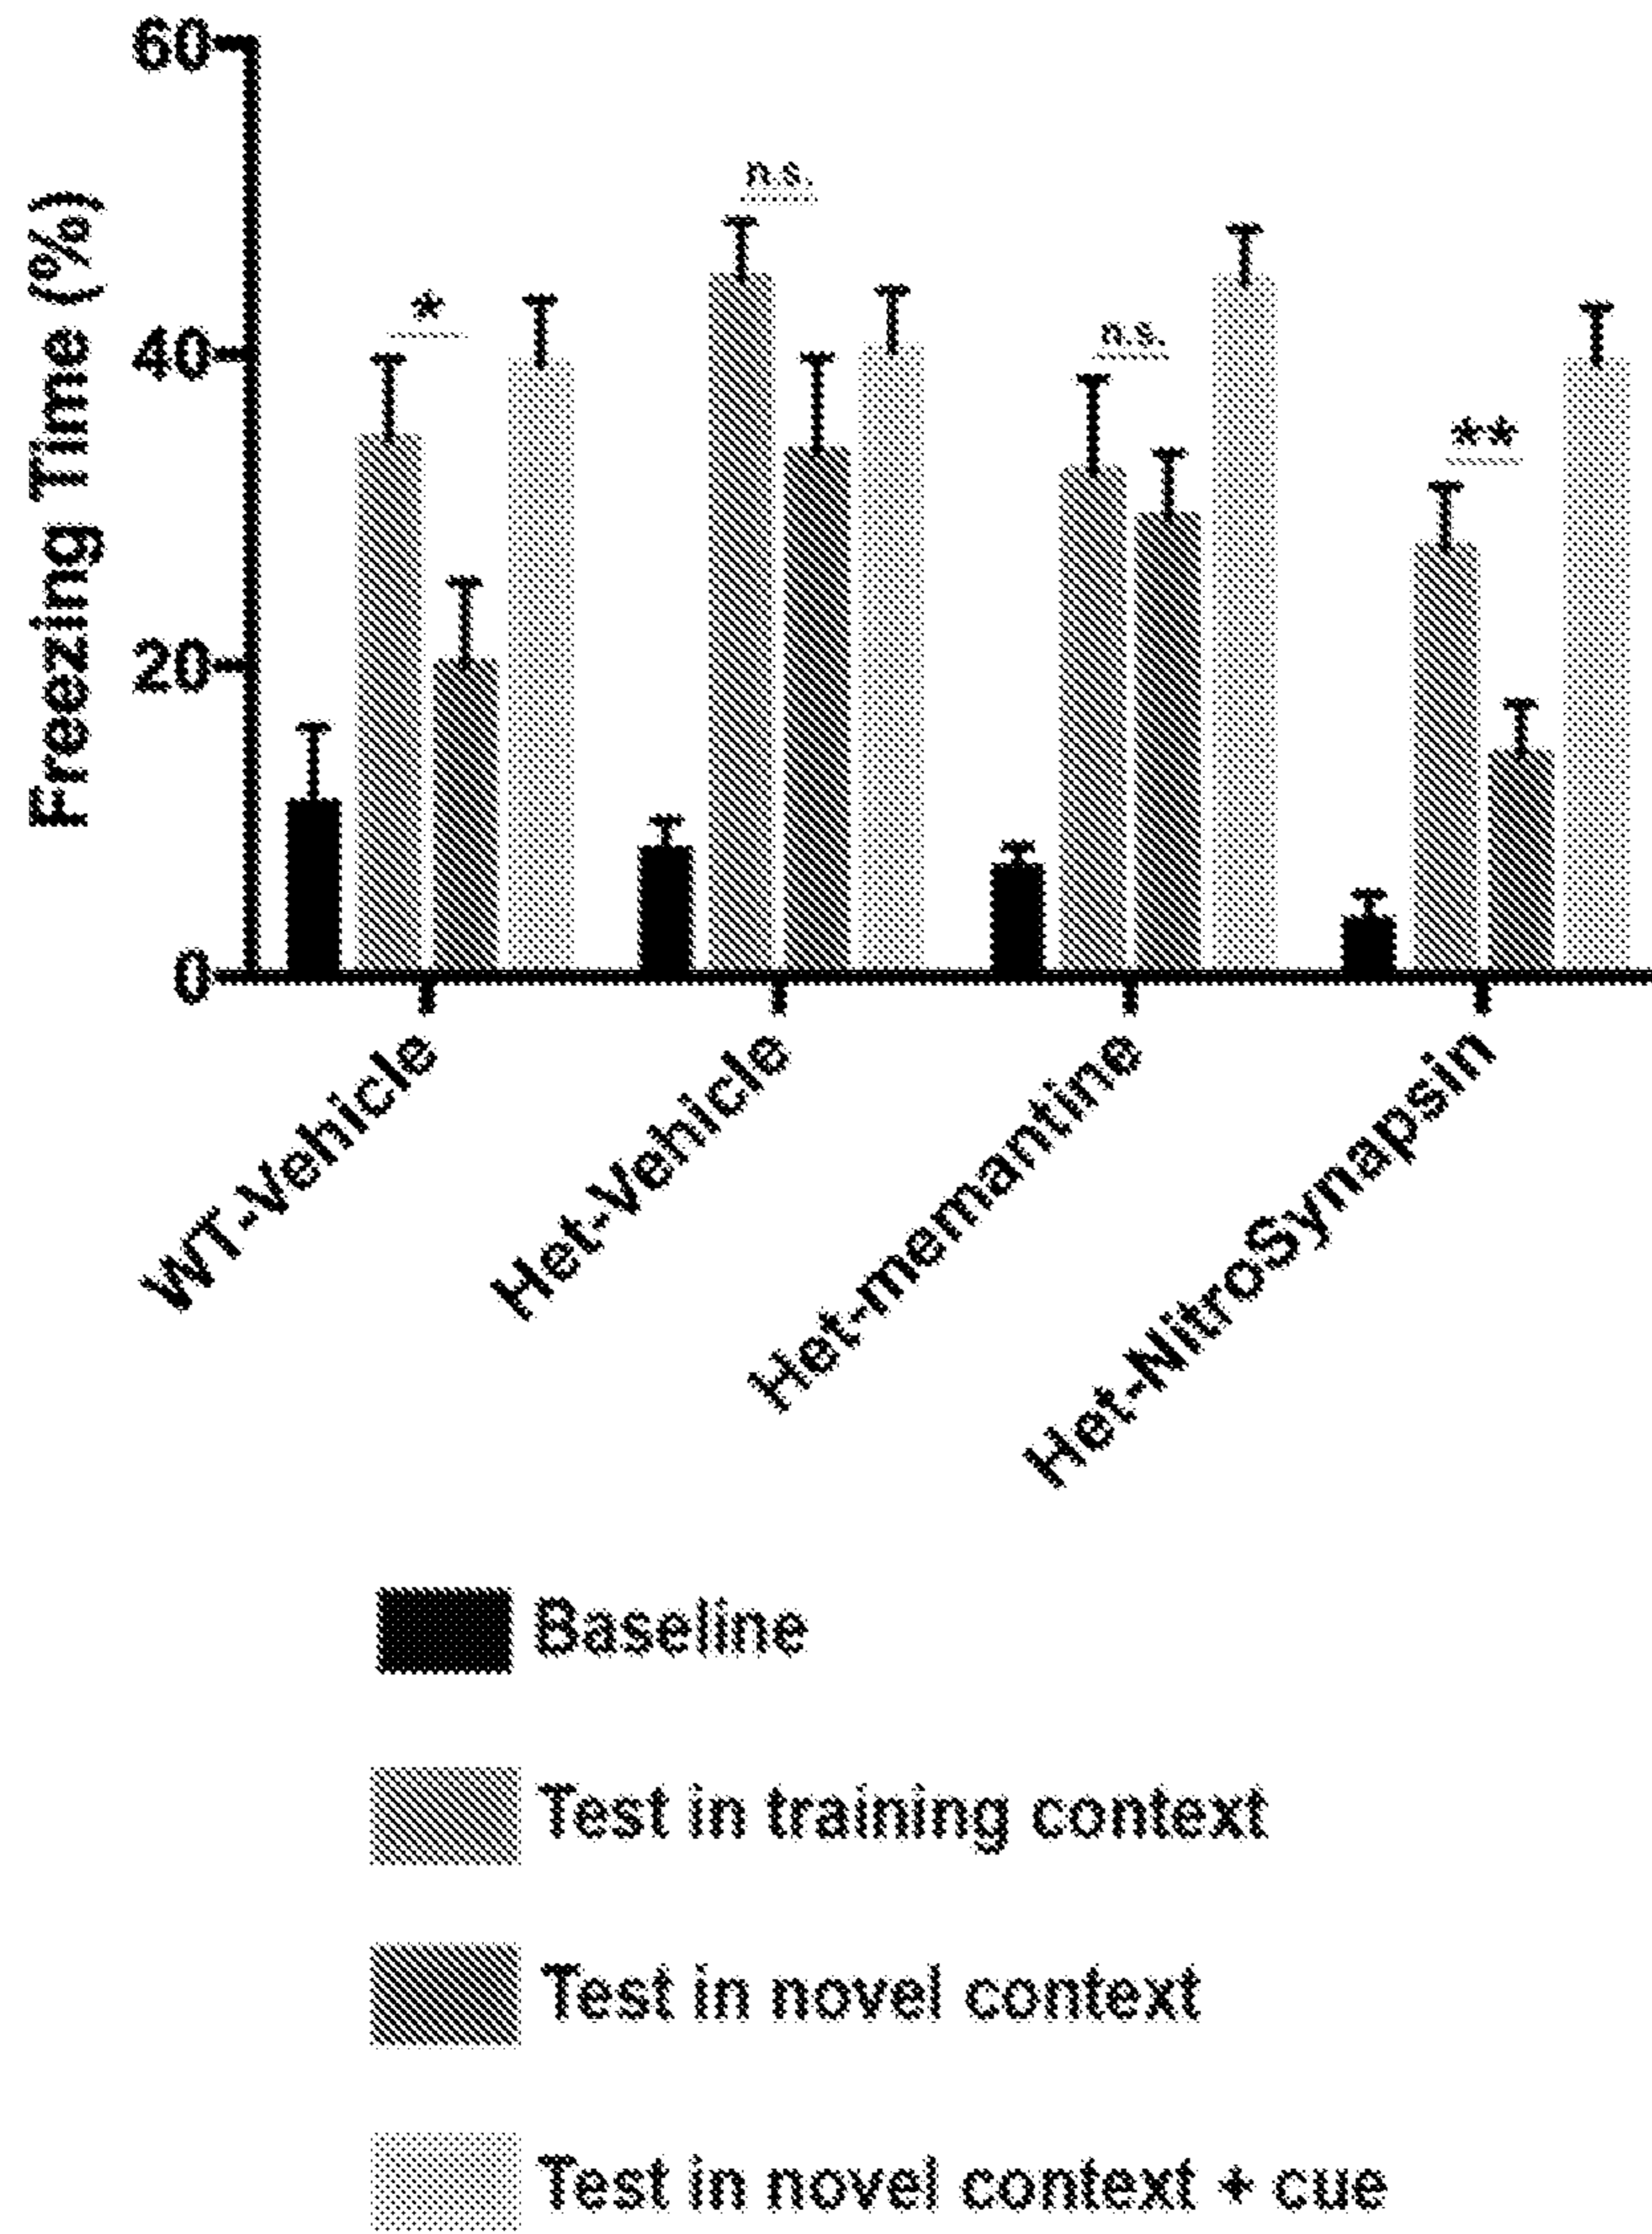 Freezing Time (%)
60
40
20
0
*
n.s.
n.s.
**
WT-Vehicle
Het-Vehicle
Het-memantine
Het-NitroSynapsin
Baseline
Test in training context
Test in novel context
Test in novel context + cue